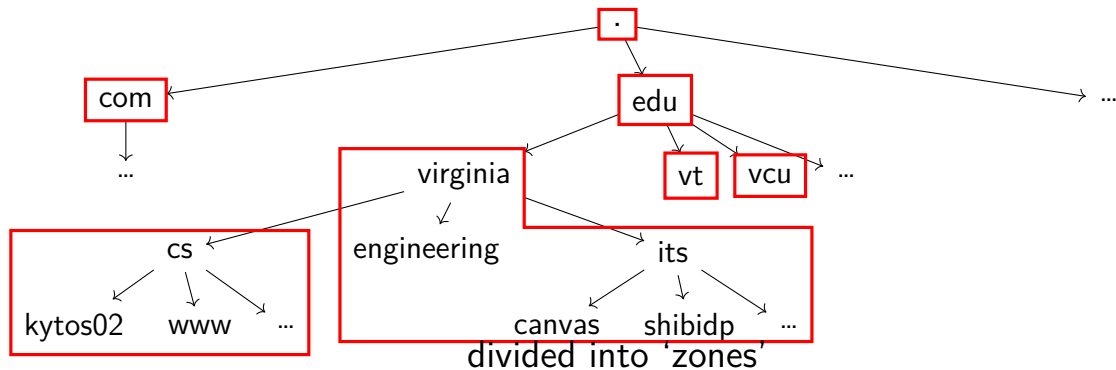 .
com
edu
...
...
virginia
vt
vcu
...
cs
engineering
its
kytos02
www
...
canvas
shibidp
...
divided into ‘zones’